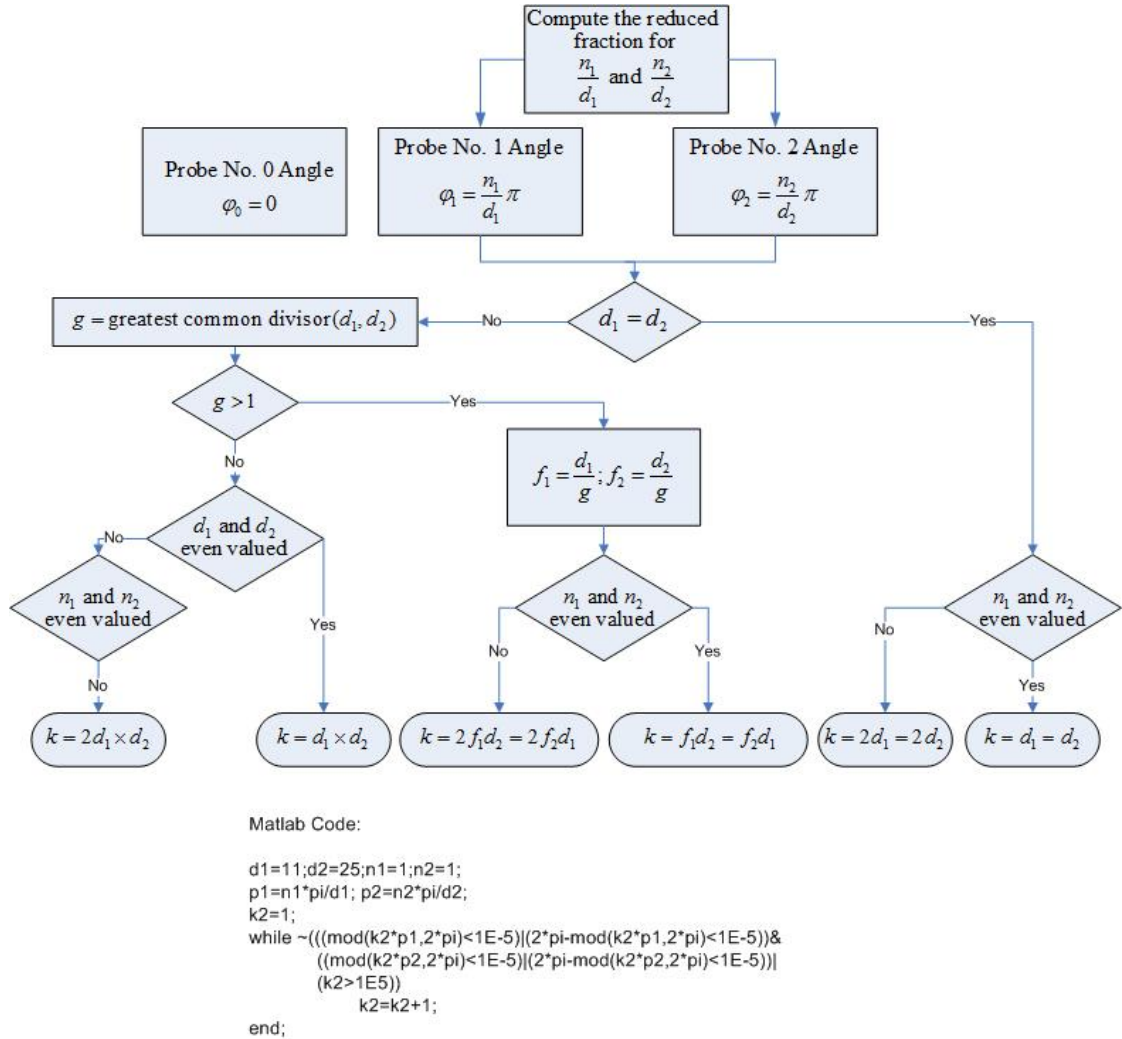 Compute the reduced
fraction for
n₁/d₁ and n₂/d₂
Probe No. 0 Angle
φ₀ = 0
Probe No. 1 Angle
φ₁ = n₁/d₁ π
Probe No. 2 Angle
φ₂ = n₂/d₂ π
g = greatest common divisor(d₁, d₂)
No
d₁ = d₂
Yes
g > 1
Yes
No
f₁ = d₁/g ; f₂ = d₂/g
d₁ and d₂
even valued
No
Yes
n₁ and n₂
even valued
No
n₁ and n₂
even valued
No
Yes
n₁ and n₂
even valued
No
Yes
k = 2d₁ × d₂
k = d₁ × d₂
k = 2f₁d₂ = 2f₂d₁
k = f₁d₂ = f₂d₁
k = 2d₁ = 2d₂
k = d₁ = d₂
Matlab Code:
d1=11;d2=25;n1=1;n2=1;
p1=n1*pi/d1; p2=n2*pi/d2;
k2=1;
while ~(((mod(k2*p1,2*pi)<1E-5)|(2*pi-mod(k2*p1,2*pi)<1E-5))&
((mod(k2*p2,2*pi)<1E-5)|(2*pi-mod(k2*p2,2*pi)<1E-5))|
(k2>1E5))
k2=k2+1;
end;